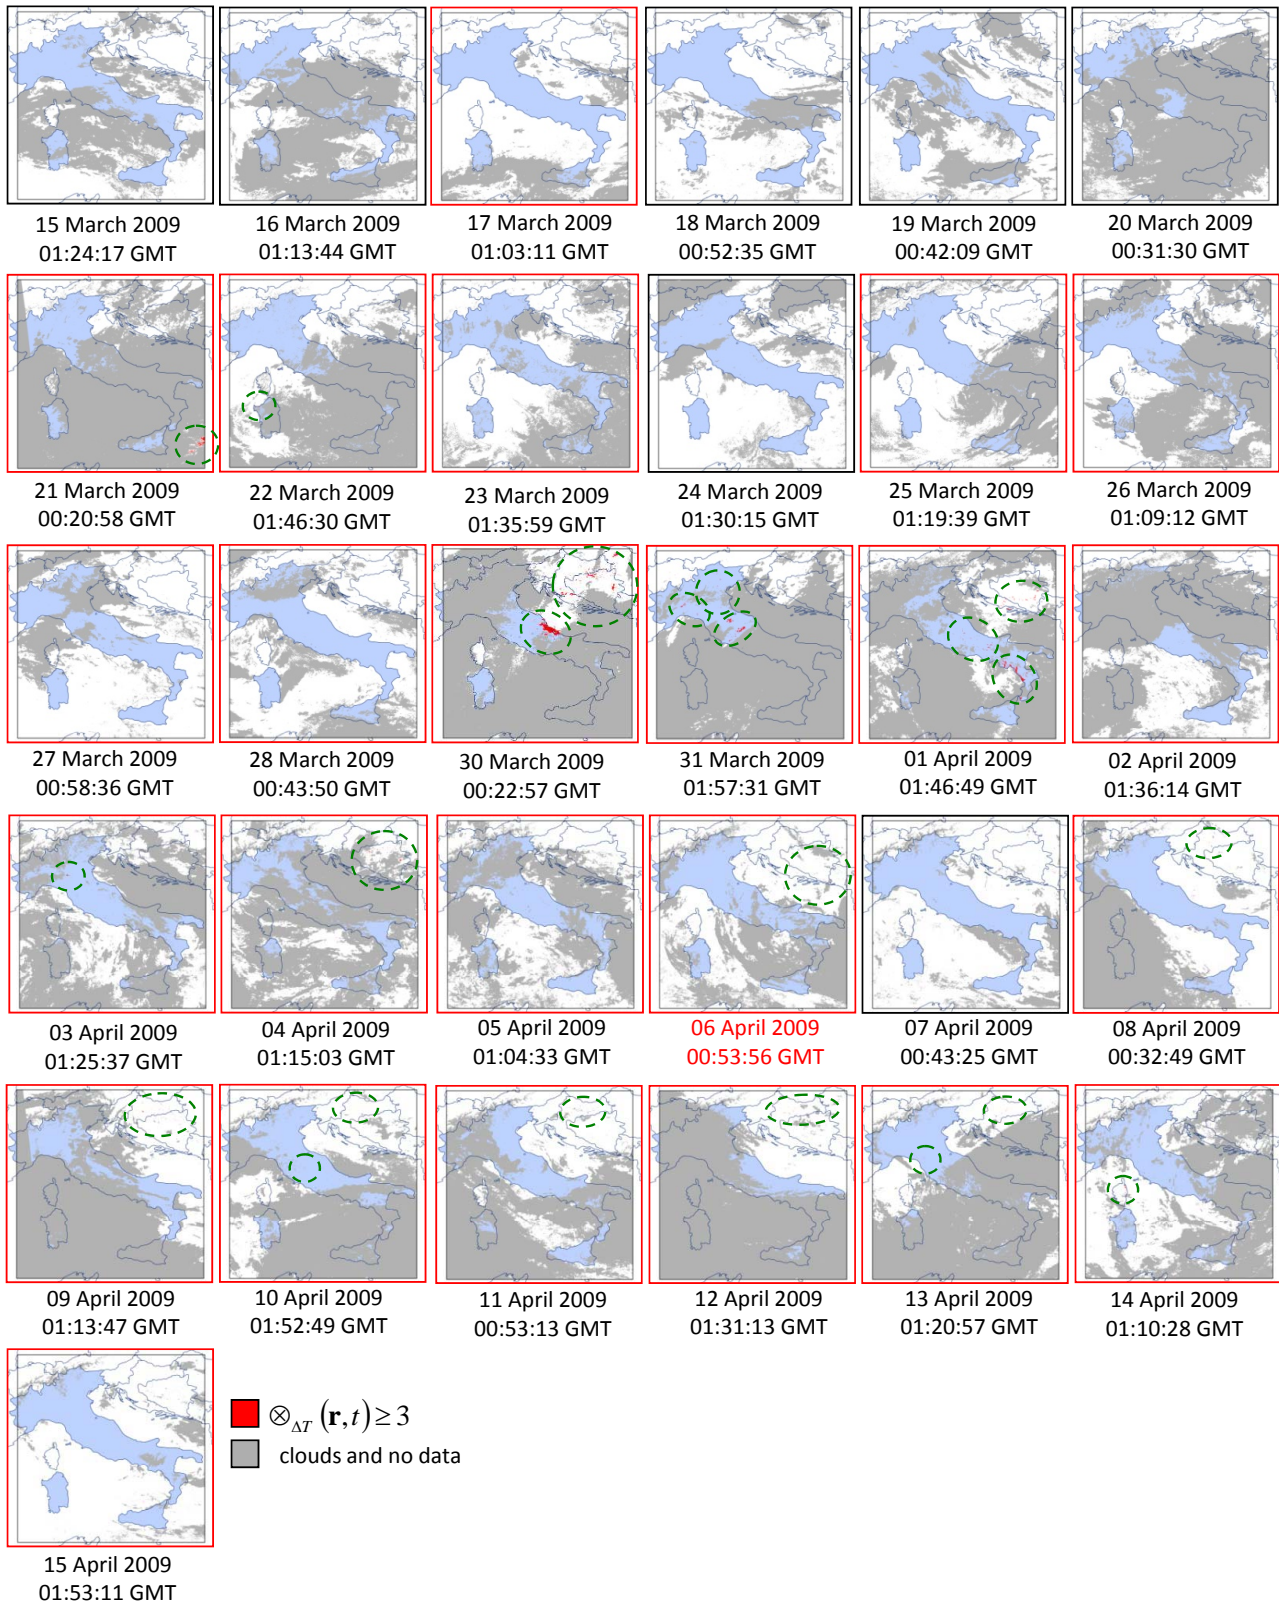 15 March 2009
01:24:17 GMT
16 March 2009
01:13:44 GMT
17 March 2009
01:03:11 GMT
18 March 2009
00:52:35 GMT
19 March 2009
00:42:09 GMT
20 March 2009
00:31:30 GMT
21 March 2009
00:20:58 GMT
22 March 2009
01:46:30 GMT
23 March 2009
01:35:59 GMT
24 March 2009
01:30:15 GMT
25 March 2009
01:19:39 GMT
26 March 2009
01:09:12 GMT
27 March 2009
00:58:36 GMT
28 March 2009
00:43:50 GMT
30 March 2009
00:22:57 GMT
31 March 2009
01:57:31 GMT
01 April 2009
01:46:49 GMT
02 April 2009
01:36:14 GMT
03 April 2009
01:25:37 GMT
04 April 2009
01:15:03 GMT
05 April 2009
01:04:33 GMT
06 April 2009
00:53:56 GMT
07 April 2009
00:43:25 GMT
08 April 2009
00:32:49 GMT
09 April 2009
01:13:47 GMT
10 April 2009
01:52:49 GMT
11 April 2009
00:53:13 GMT
12 April 2009
01:31:13 GMT
13 April 2009
01:20:57 GMT
14 April 2009
01:10:28 GMT
15 April 2009
01:53:11 GMT
⊗ΔT (r,t) ≥ 3
clouds and no data